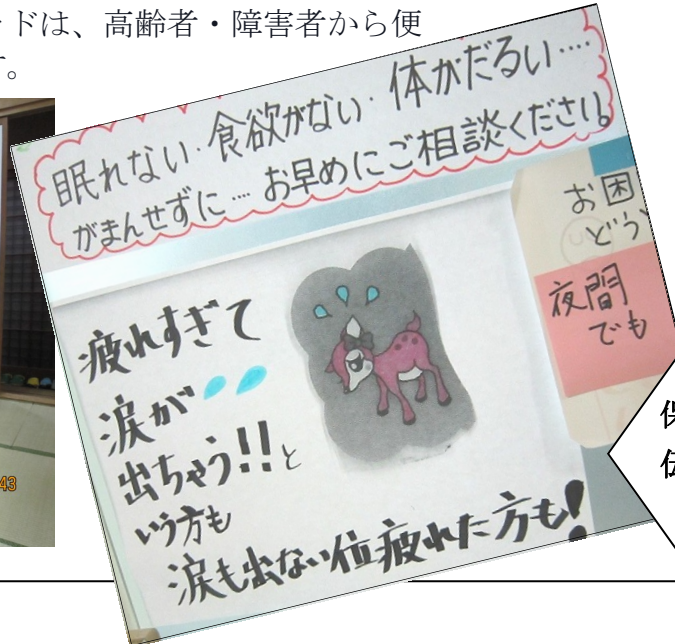 ドは、高齢者・障害者から便
す。
眠れない・食欲がない・体がだるい‥‥
がまんせずに…お早めにご相談ください。
お困
どう
夜間
でも
疲れすぎて
涙が
出ちゃう!!と
いう方も
涙も出ない位疲れた方も!
43